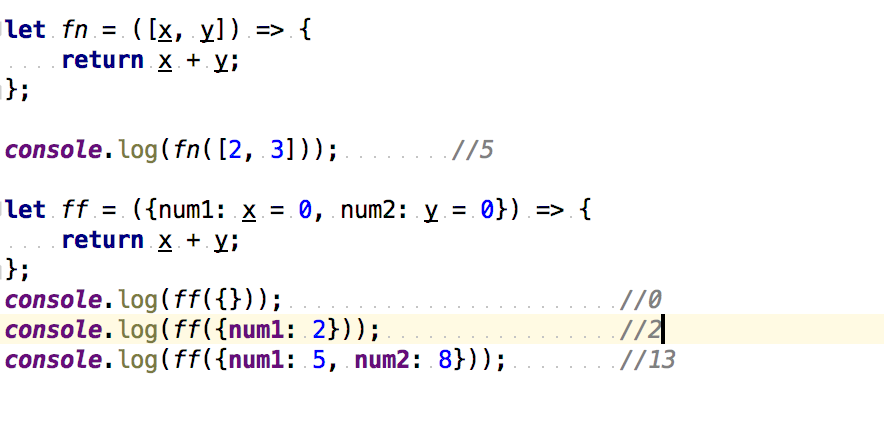 let fn = ([x, y]) => {
    return x + y;
};
console.log(fn([2, 3]));        //5
let ff = ({num1: x = 0, num2: y = 0}) => {
    return x + y;
};
console.log(ff({}));                        //0
console.log(ff({num1: 2}));                 //2
console.log(ff({num1: 5, num2: 8}));        //13